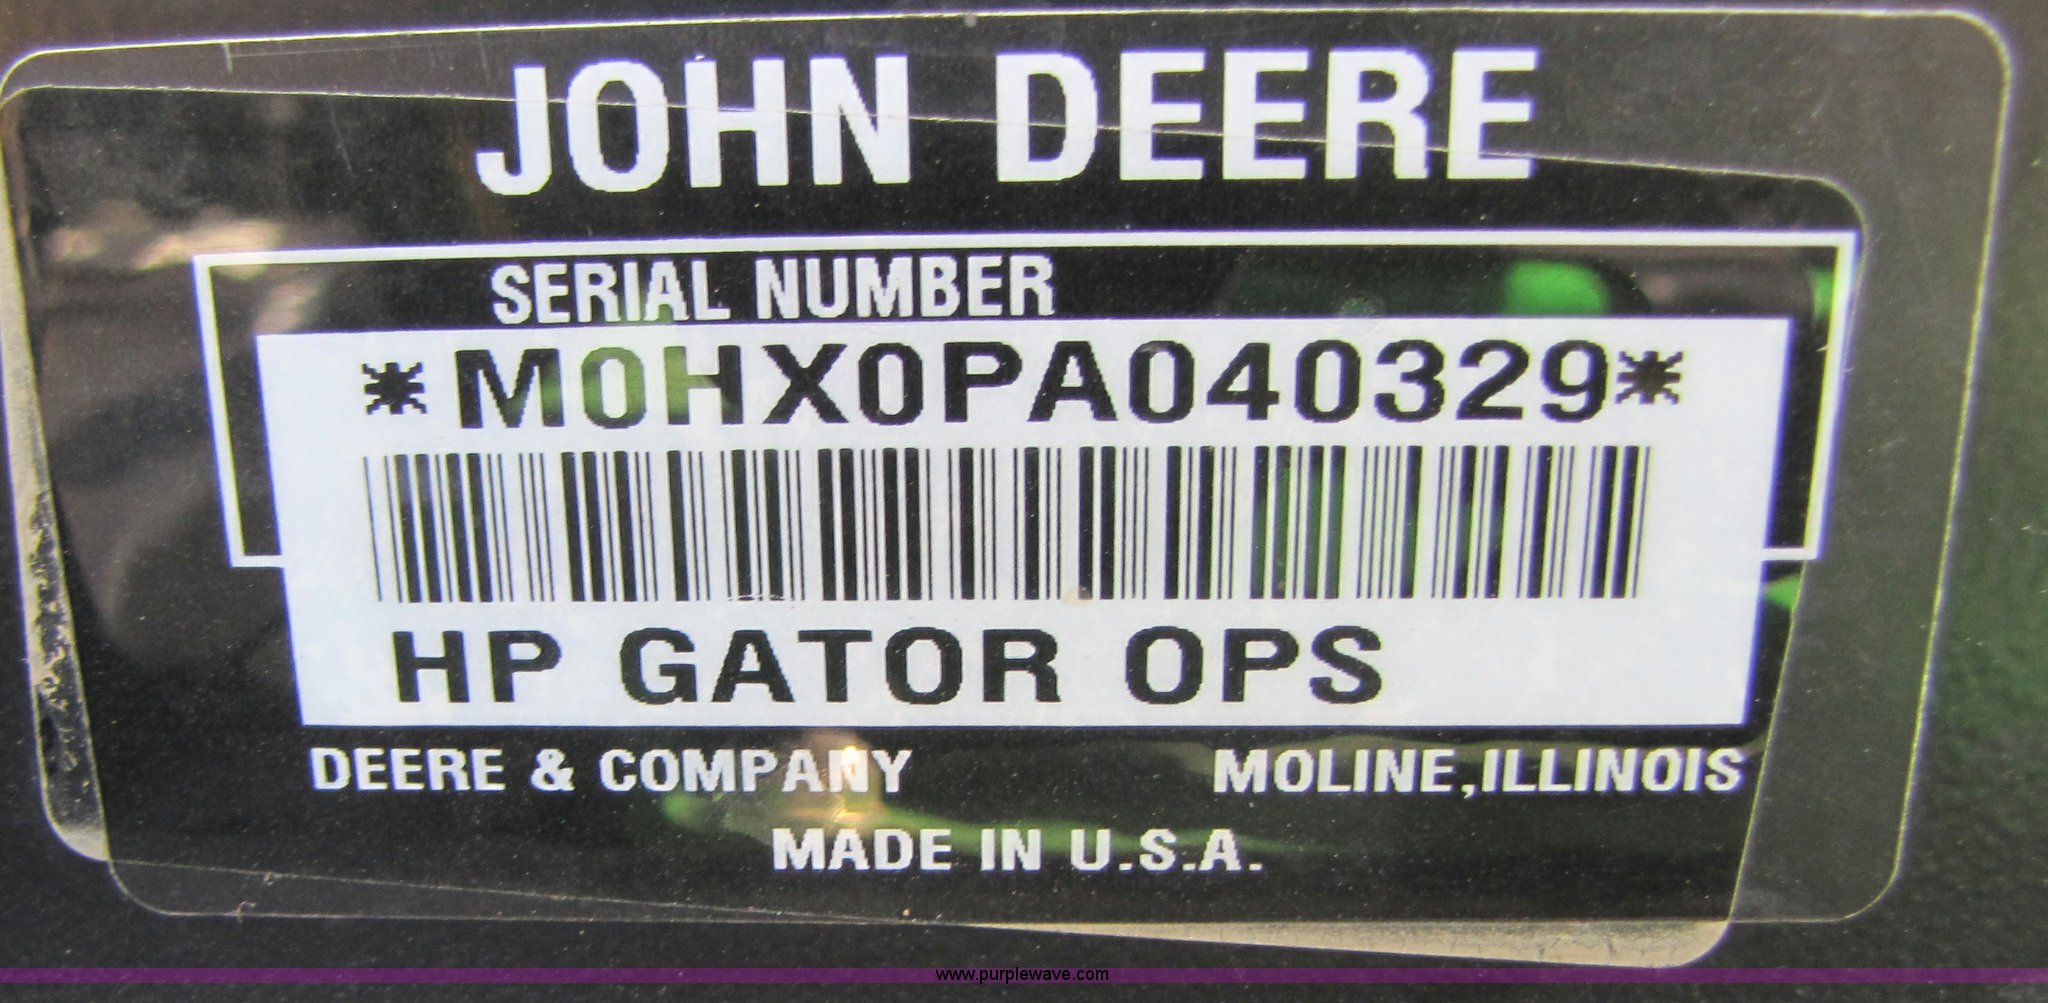 JOHN DEERE
SERIAL NUMBER
*M0HX0PA040329*
HP GATOR OPS
DEERE & COMPANY MOLINE,ILLINOIS
MADE IN U.S.A.
www.purplewave.com